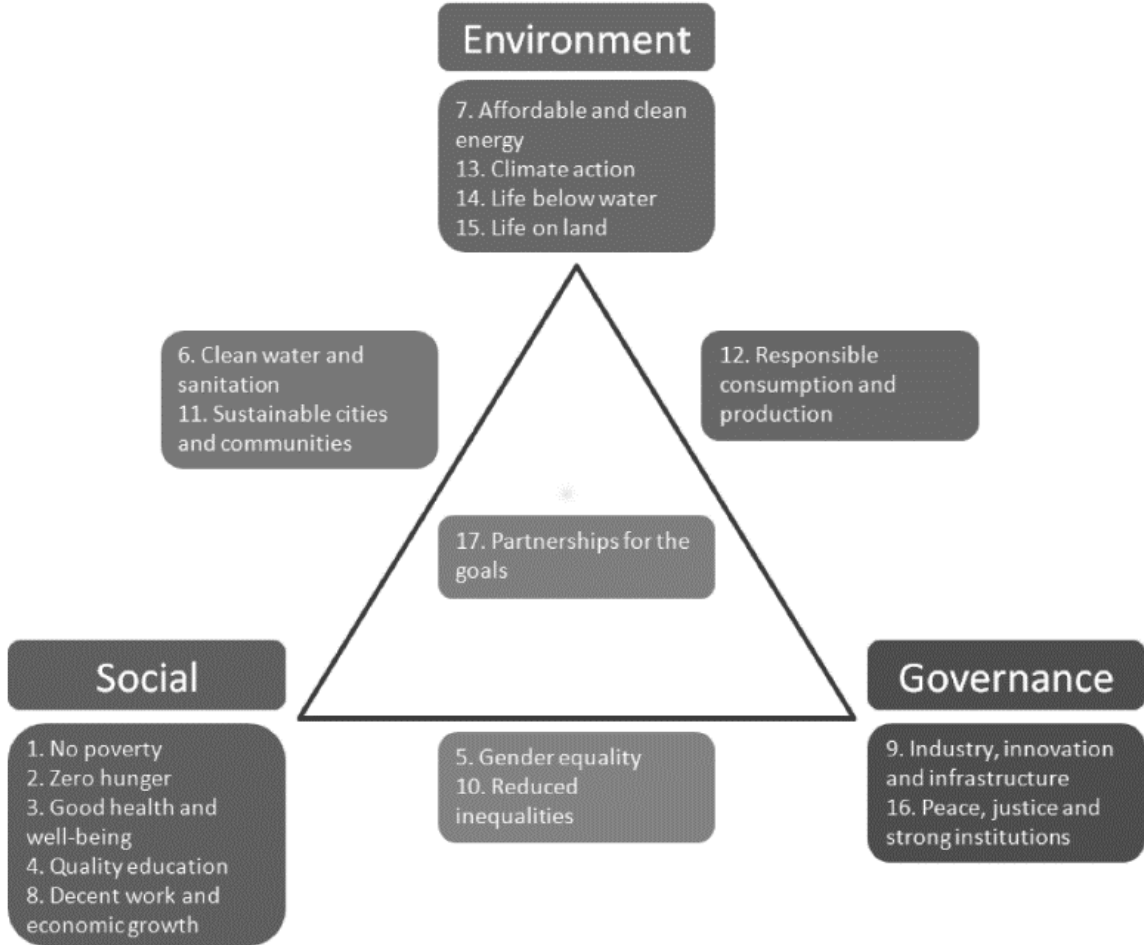 Environment
7. Affordable and clean
energy
13. Climate action
14. Life below water
15. Life on land
6. Clean water and
sanitation
11. Sustainable cities
and communities
12. Responsible
consumption and
production
17. Partnerships for the
goals
Social
1. No poverty
2. Zero hunger
3. Good health and
well-being
4. Quality education
8. Decent work and
economic growth
5. Gender equality
10. Reduced
inequalities
Governance
9. Industry, innovation
and infrastructure
16. Peace, justice and
strong institutions